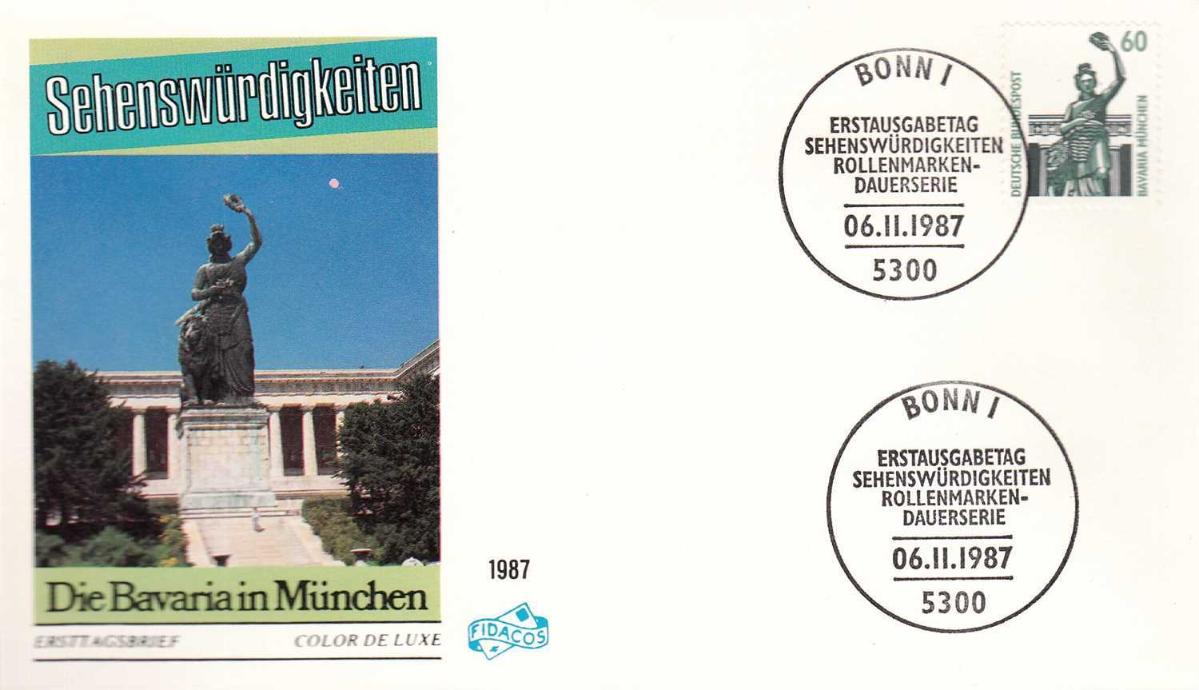 Sehenswürdigkeiten
Die Bavaria in München
ERSTTAGSBRIEF COLOR DE LUXE
1987
FIDACOS
BONN 1
ERSTAUSGABETAG
SEHENSWÜRDIGKEITEN
ROLLENMARKEN-
DAUERSERIE
06.11.1987
5300
60
DEUTSCHE BUNDESPOST
BAVARIA MÜNCHEN
BONN 1
ERSTAUSGABETAG
SEHENSWÜRDIGKEITEN
ROLLENMARKEN-
DAUERSERIE
06.11.1987
5300